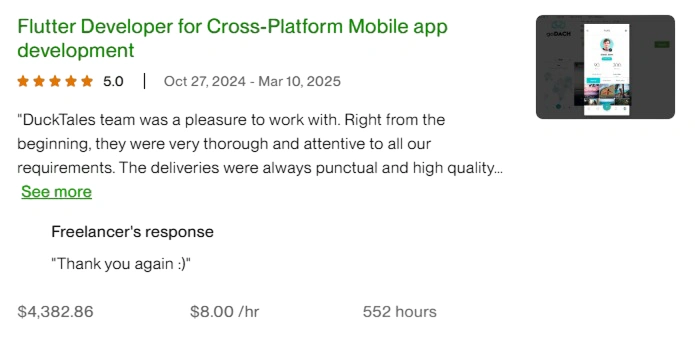 Flutter Developer for Cross-Platform Mobile app
development
5.0 | Oct 27, 2024 - Mar 10, 2025
"DuckTales team was a pleasure to work with. Right from the
beginning, they were very thorough and attentive to all our
requirements. The deliveries were always punctual and high quality...
See more
Freelancer's response
"Thank you again :)"
$4,382.86 $8.00 /hr 552 hours